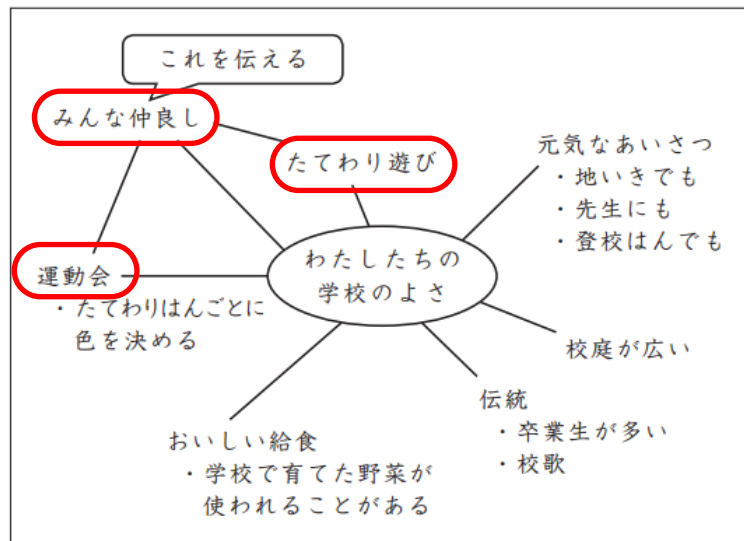 これを伝える
みんな仲良し
たてわり遊び
元気なあいさつ
・地いきでも
・先生にも
・登校はんでも
わたしたちの
学校のよさ
運動会
・たてわりはんごとに
色を決める
校庭が広い
伝統
・卒業生が多い
・校歌
おいしい給食
・学校で育てた野菜が
使われることがある